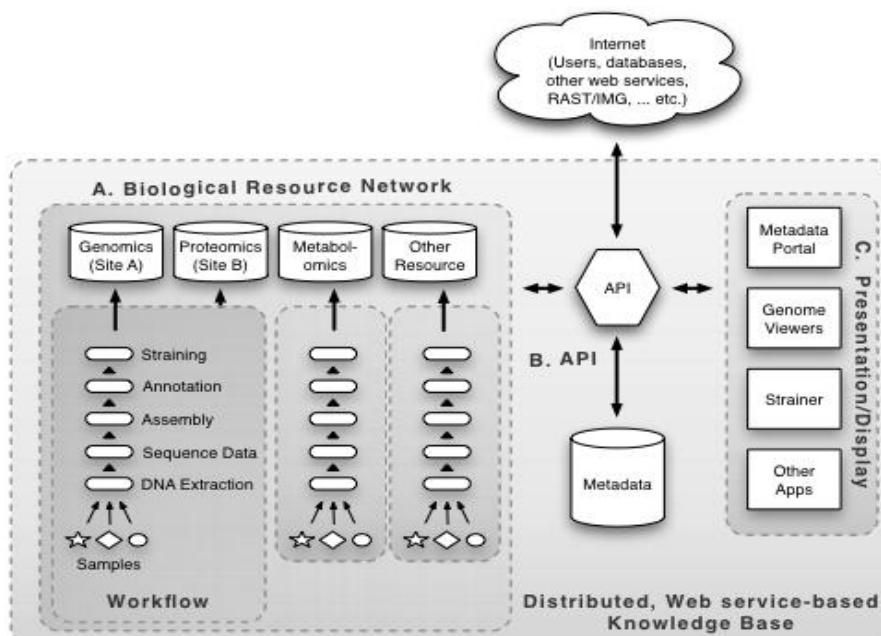 Internet
(Users, databases,
other web services,
RAST/IMG, ... etc.)
A. Biological Resource Network
Genomics
(Site A)
Proteomics
(Site B)
Metabol-
omics
Other
Resource
Straining
Annotation
Assembly
Sequence Data
DNA Extraction
Samples
Workflow
API
B. API
Metadata
Metadata
Portal
Genome
Viewers
Strainer
Other
Apps
C. Presentation/Display
Distributed, Web service-based
Knowledge Base